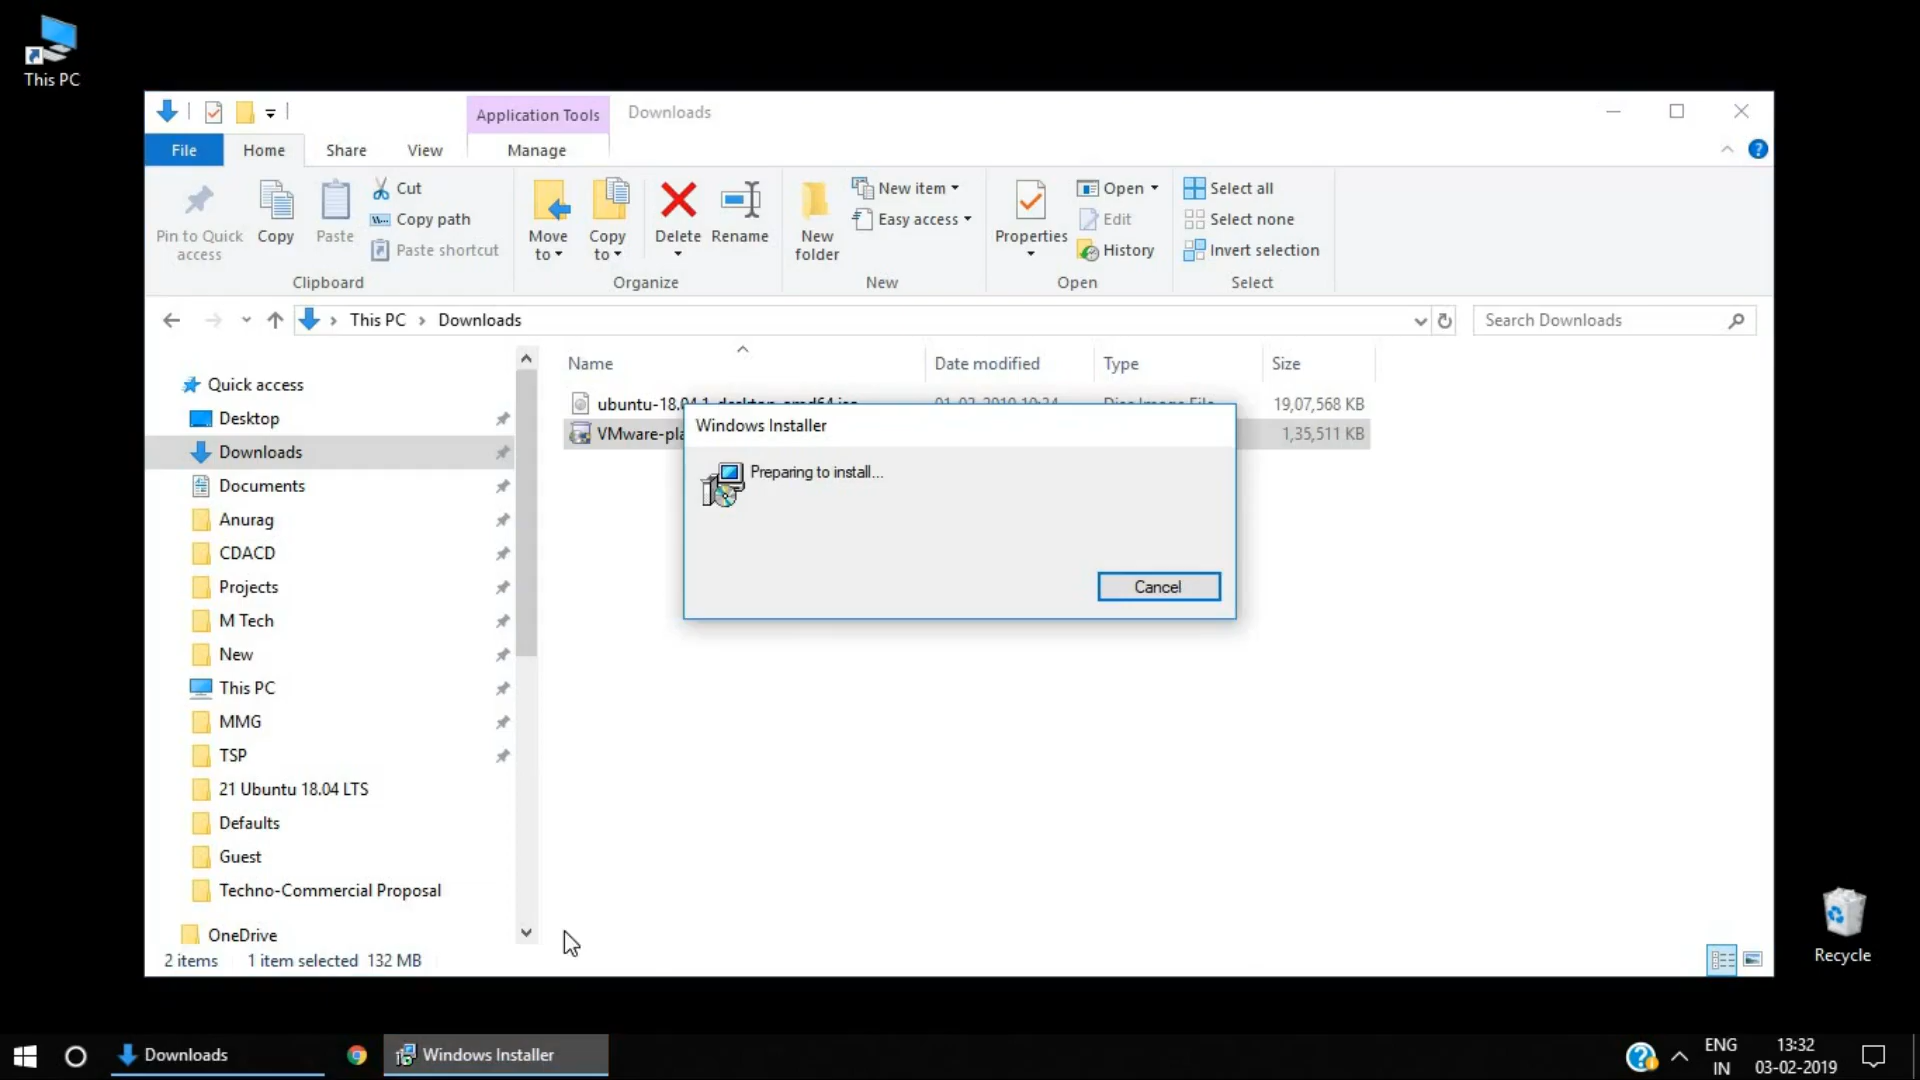 This PC
Application Tools
Downloads
File
Home
Share
View
Manage
Pin to Quick access
Copy
Paste
Cut
Copy path
Paste shortcut
Clipboard
Move to
Copy to
Delete
Rename
Organize
New folder
New item
Easy access
New
Properties
Open
Edit
History
Open
Select all
Select none
Invert selection
Select
This PC
Downloads
Search Downloads
Name
Date modified
Type
Size
Quick access
Desktop
Downloads
Documents
Anurag
CDACD
Projects
M Tech
New
This PC
MMG
TSP
21 Ubuntu 18.04 LTS
Defaults
Guest
Techno-Commercial Proposal
OneDrive
19,07,568 KB
VMware-pla
1,35,511 KB
Windows Installer
Preparing to install...
Cancel
2 items
1 item selected 132 MB
Recycle
Downloads
Windows Installer
ENG
IN
13:32
03-02-2019